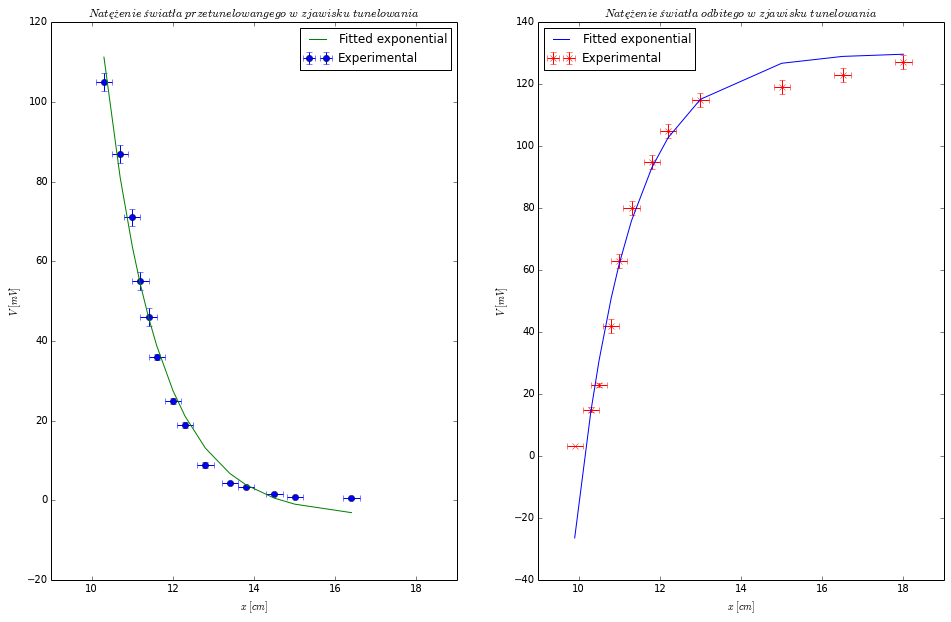 Natężenie światła przetunelowangego w zjawisku tunelowania
Fitted exponential
Experimental
V [mV]
120
100
80
60
40
20
0
−20
10 12 14 16 18
x [cm]
Natężenie światła odbitego w zjawisku tunelowania
Fitted exponential
Experimental
V [mV]
140
120
100
80
60
40
20
0
−20
−40
10 12 14 16 18
x [cm]